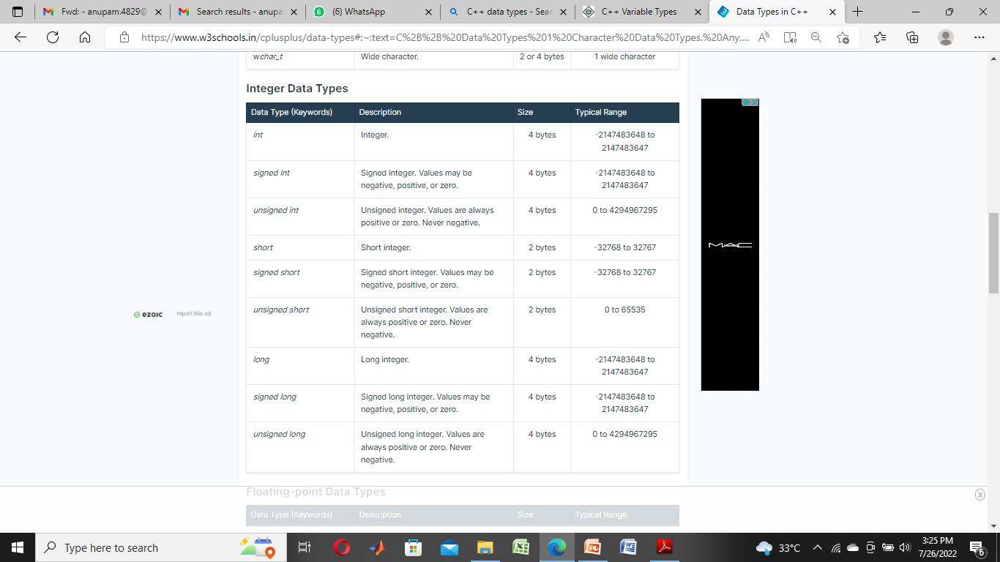 Fwd: - anupam.4829@
Search results - anupa
(6) WhatsApp
C++ data types - Sear
C++ Variable Types
Data Types in C++
https://www.w3schools.in/cplusplus/data-types#:~:text=C%2B%2B%20Data%20Types%201%20Character%20Data%20Types.%20Any,...
wchar_t Wide character. 2 or 4 bytes 1 wide character
Integer Data Types
Data Type (Keywords) Description Size Typical Range
int Integer. 4 bytes -2147483648 to
2147483647
signed int Signed integer. Values may be 4 bytes -2147483648 to
negative, positive, or zero. 2147483647
unsigned int Unsigned integer. Values are always 4 bytes 0 to 4294967295
positive or zero. Never negative.
short Short integer. 2 bytes -32768 to 32767
signed short Signed short integer. Values may be 2 bytes -32768 to 32767
negative, positive, or zero.
unsigned short Unsigned short integer. Values are 2 bytes 0 to 65535
always positive or zero. Never
negative.
ezoic report this ad
long Long integer. 4 bytes -2147483648 to
2147483647
signed long Signed long integer. Values may be 4 bytes -2147483648 to
negative, positive, or zero. 2147483647
unsigned long Unsigned long integer. Values are 4 bytes 0 to 4294967295
always positive or zero. Never
negative.
MAC
Floating-point Data Types
Data Type (Keywords) Description Size Typical Range
Type here to search
33°C
3:25 PM
7/26/2022
6